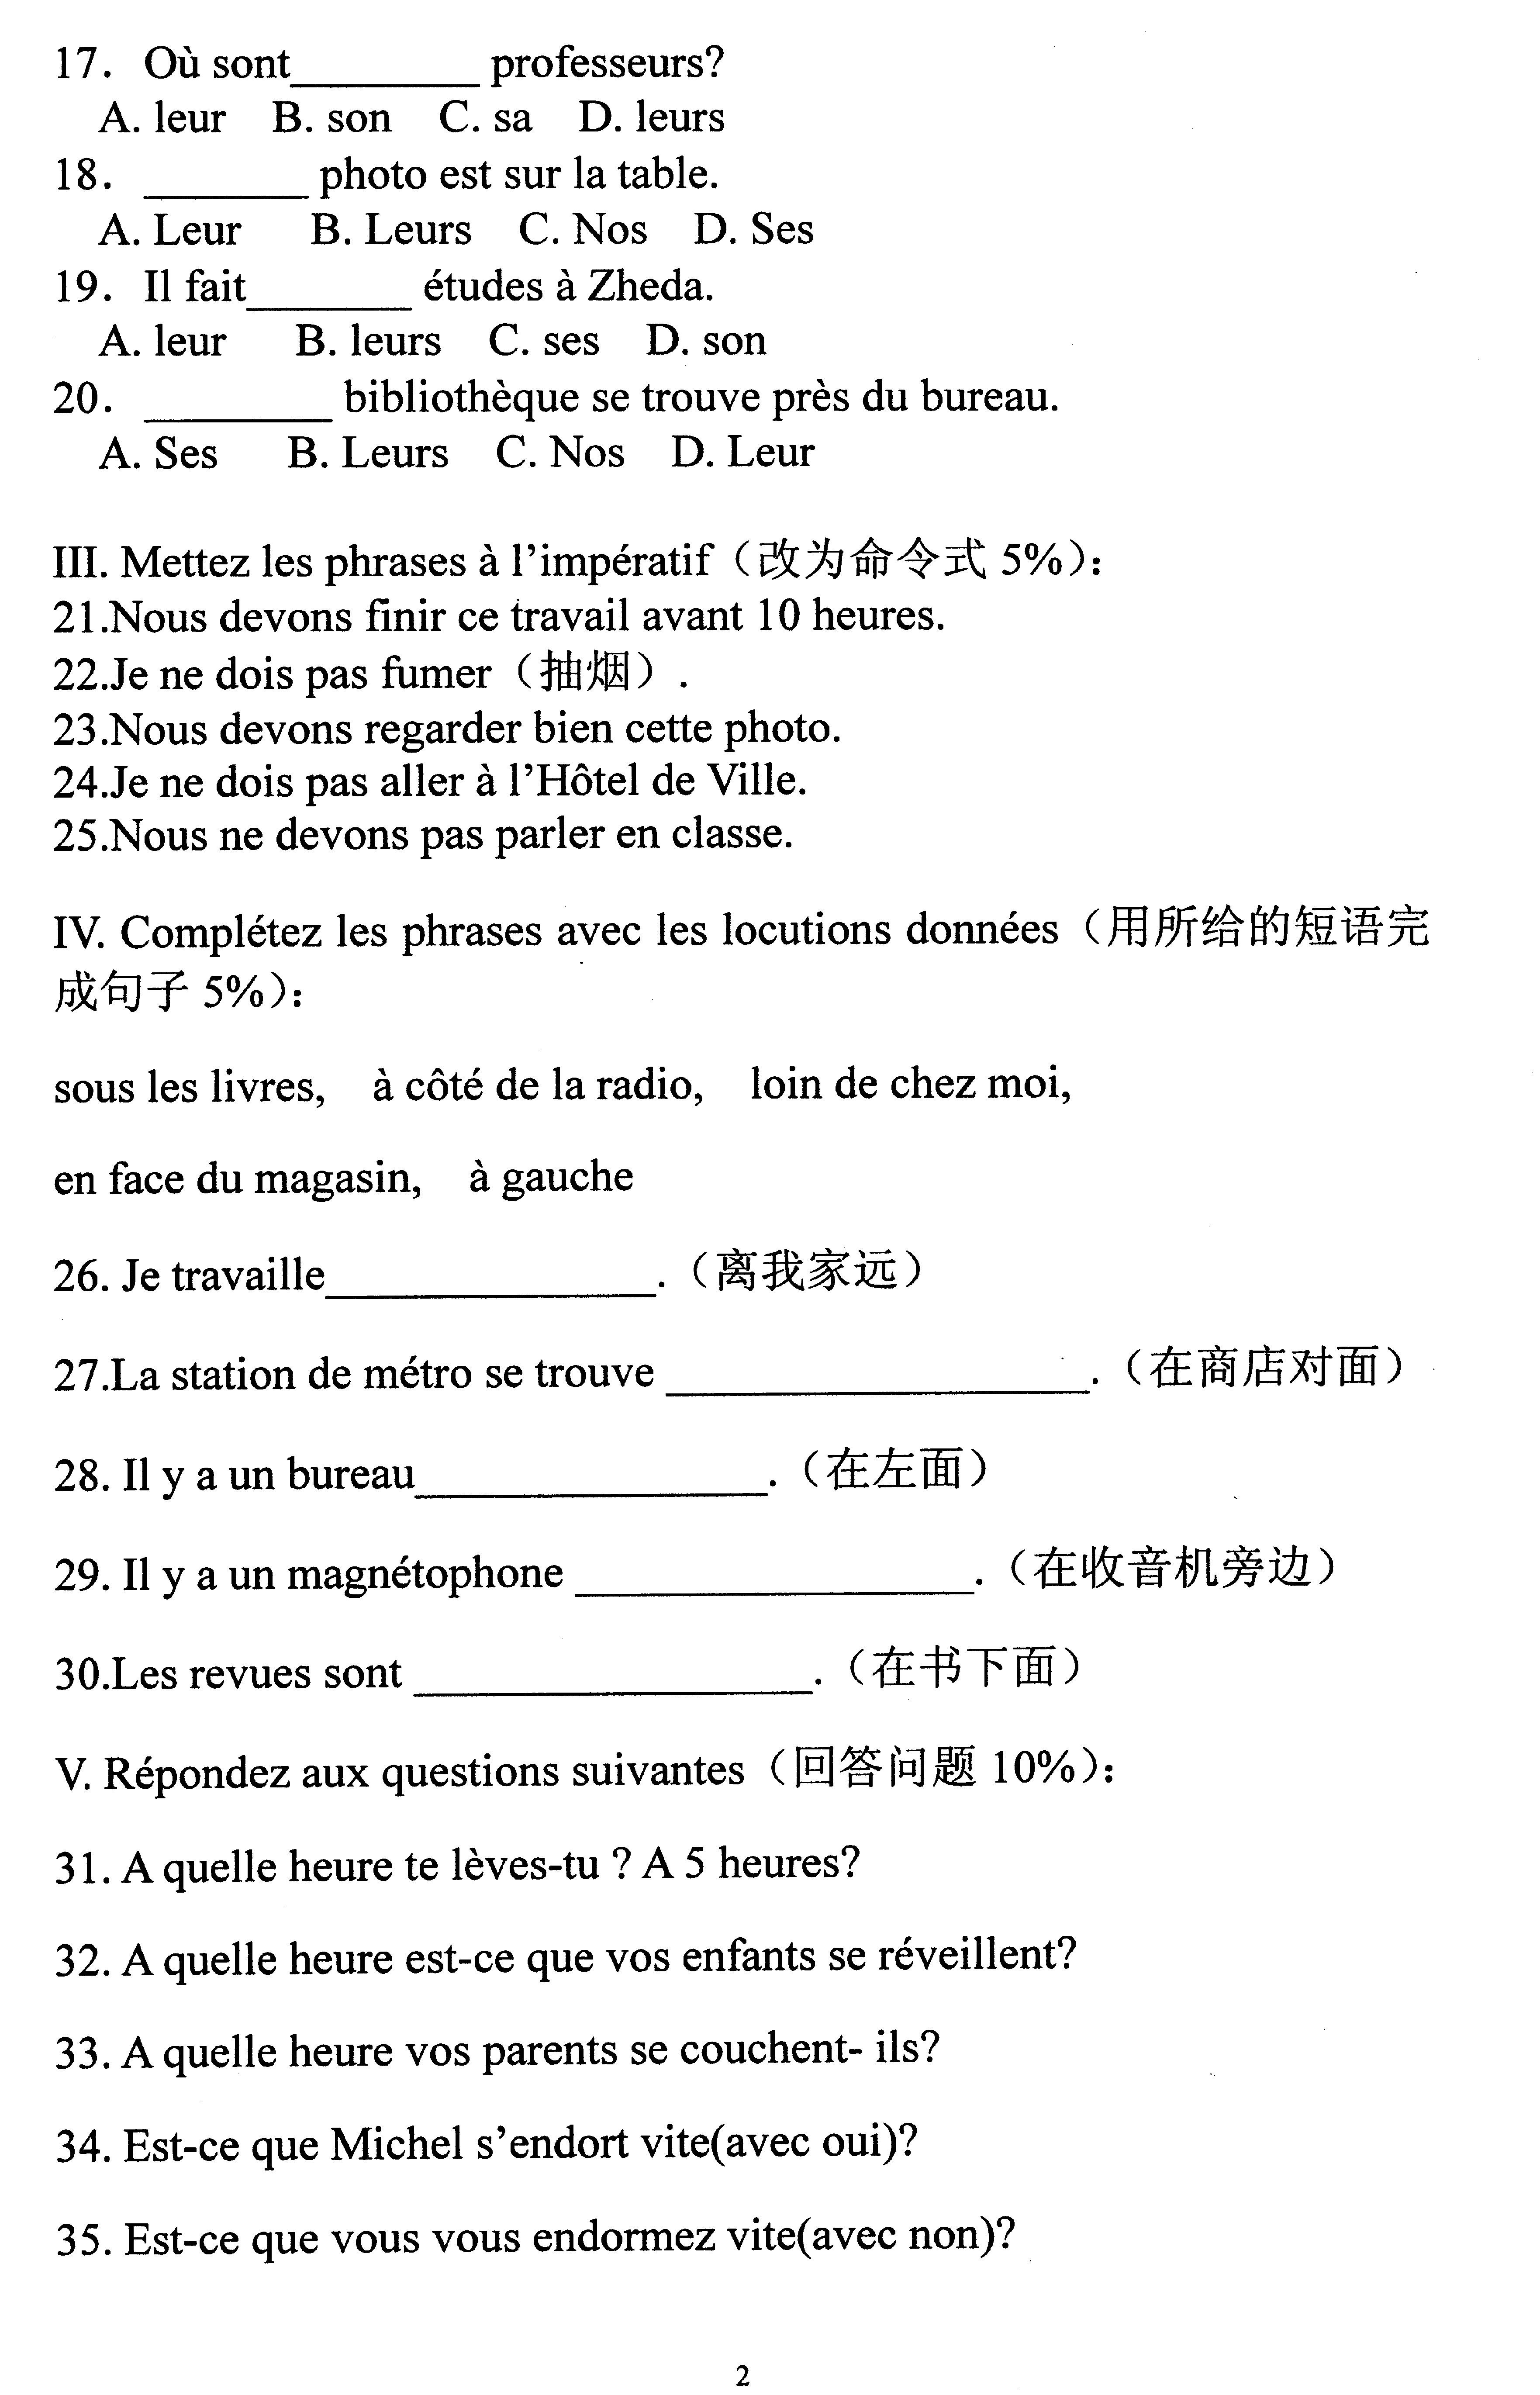 17. Où sont________ professeurs?
A. leur B. son C. sa D. leurs
18. _______ photo est sur la table.
A. Leur B. Leurs C. Nos D. Ses
19. Il fait_______ études à Zheda.
A. leur B. leurs C. ses D. son
20. ________ bibliothèque se trouve près du bureau.
A. Ses B. Leurs C. Nos D. Leur
III. Mettez les phrases à l’impératif（改为命令式 5%）：
21.Nous devons finir ce travail avant 10 heures.
22.Je ne dois pas fumer（抽烟）.
23.Nous devons regarder bien cette photo.
24.Je ne dois pas aller à l’Hôtel de Ville.
25.Nous ne devons pas parler en classe.
IV. Complétez les phrases avec les locutions données（用所给的短语完
成句子 5%）：
sous les livres, à côté de la radio, loin de chez moi,
en face du magasin, à gauche
26. Je travaille______________.（离我家远）
27.La station de métro se trouve __________________.（在商店对面）
28. Il y a un bureau_______________.（在左面）
29. Il y a un magnétophone _________________.（在收音机旁边）
30.Les revues sont _________________.（在书下面）
V. Répondez aux questions suivantes（回答问题 10%）：
31. A quelle heure te lèves-tu ? A 5 heures?
32. A quelle heure est-ce que vos enfants se réveillent?
33. A quelle heure vos parents se couchent- ils?
34. Est-ce que Michel s’endort vite(avec oui)?
35. Est-ce que vous vous endormez vite(avec non)?
2